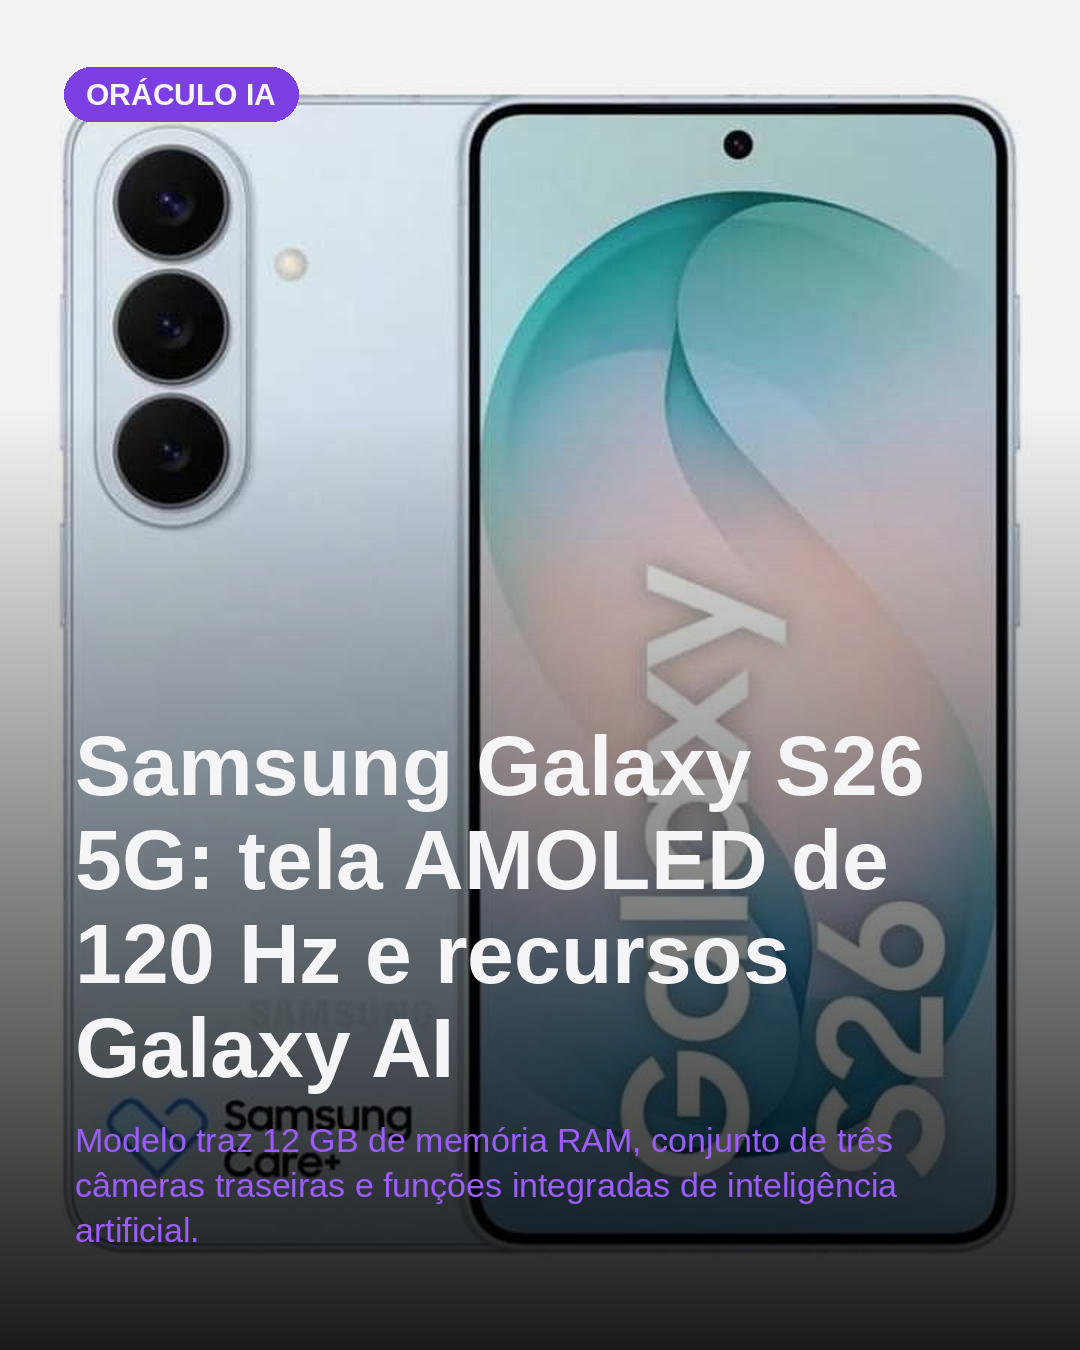 ORÁCULO IA
Galaxy
S26
Samsung Galaxy S26
5G: tela AMOLED de
120 Hz e recursos
Galaxy AI
SAMSUNG
Samsung
Care+
Modelo traz 12 GB de memória RAM, conjunto de três
câmeras traseiras e funções integradas de inteligência
artificial.